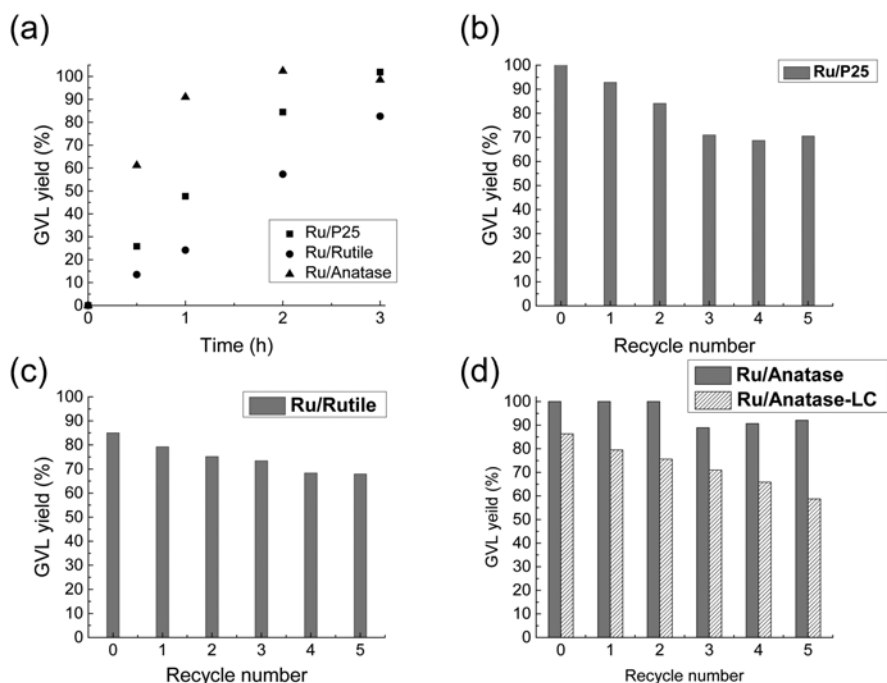 (a)
GVL yield (%)
100
90
80
70
60
50
40
30
20
10
0
0 1 2 3
Time (h)
Ru/P25
Ru/Rutile
Ru/Anatase
(b)
GVL yield (%)
100
90
80
70
60
50
40
30
20
10
0
0 1 2 3 4 5
Recycle number
Ru/P25
(c)
GVL yield (%)
100
90
80
70
60
50
40
30
20
10
0
0 1 2 3 4 5
Recycle number
Ru/Rutile
(d)
GVL yeild (%)
100
90
80
70
60
50
40
30
20
10
0
0 1 2 3 4 5
Recycle number
Ru/Anatase
Ru/Anatase-LC